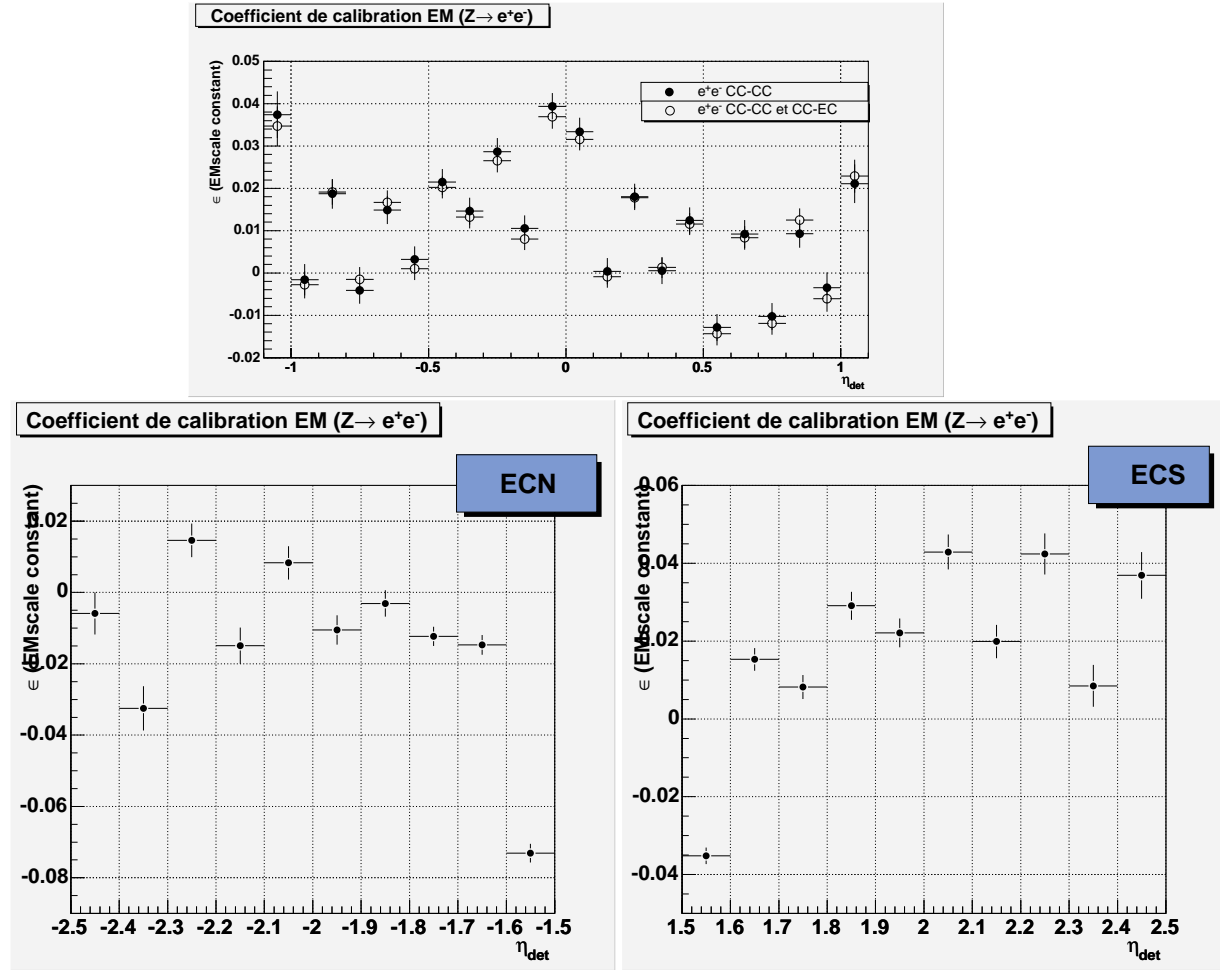 Coefficient de calibration EM (Z→ e⁺e⁻)
∈ (EMscale constant)
0.05
0.04
0.03
0.02
0.01
0
-0.01
-0.02
e⁺e⁻ CC-CC
e⁺e⁻ CC-CC et CC-EC
-1 -0.5 0 0.5 1
η_det
Coefficient de calibration EM (Z→ e⁺e⁻)
ECN
∈ (EMscale constant)
0.02
0
-0.02
-0.04
-0.06
-0.08
-2.5 -2.4 -2.3 -2.2 -2.1 -2 -1.9 -1.8 -1.7 -1.6 -1.5
η_det
Coefficient de calibration EM (Z→ e⁺e⁻)
ECS
∈ (EMscale constant)
0.06
0.04
0.02
0
-0.02
-0.04
1.5 1.6 1.7 1.8 1.9 2 2.1 2.2 2.3 2.4 2.5
η_det